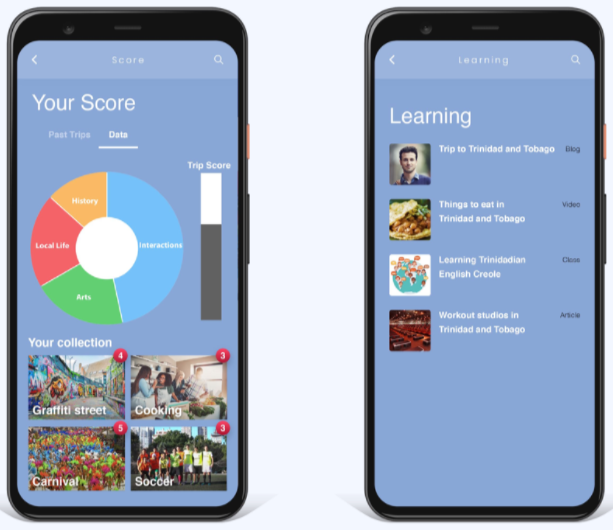 Score
Your Score
Past Trips
Data
Trip Score
History
Interactions
Local Life
Arts
Your collection
4
Graffiti street
3
Cooking
5
Carnival
3
Soccer
Learning
Learning
Trip to Trinidad and Tobago
Blog
Things to eat in
Trinidad and Tobago
Video
Learning Trinidadian
English Creole
Class
Workout studios in
Trinidad and Tobago
Article